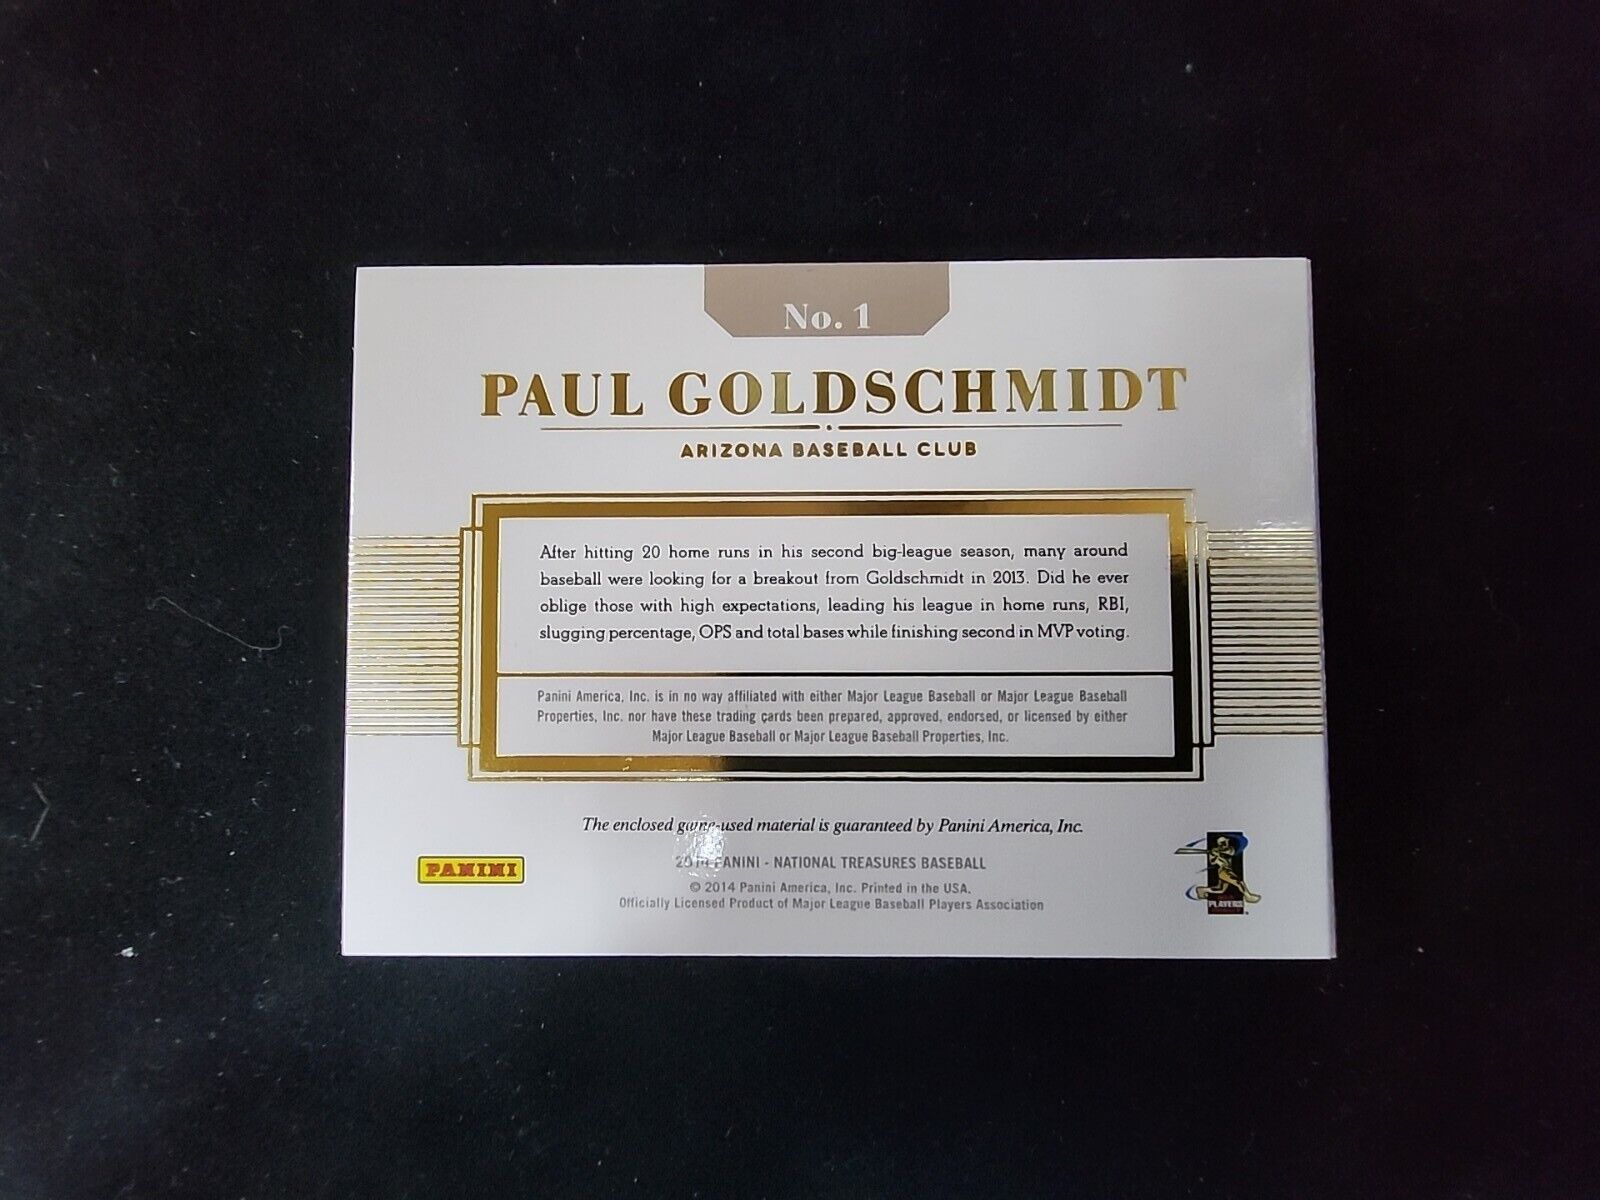 No. 1
PAUL GOLDSCHMIDT
ARIZONA BASEBALL CLUB
After hitting 20 home runs in his second big-league season, many around
baseball were looking for a breakout from Goldschmidt in 2013. Did he ever
oblige those with high expectations, leading his league in home runs, RBI,
slugging percentage, OPS and total bases while finishing second in MVP voting.
Panini America, Inc. is in no way affiliated with either Major League Baseball or Major League Baseball
Properties, Inc. nor have these trading cards been prepared, approved, endorsed, or licensed by either
Major League Baseball or Major League Baseball Properties, Inc.
The enclosed game-used material is guaranteed by Panini America, Inc.
PANINI
2014 PANINI - NATIONAL TREASURES BASEBALL
© 2014 Panini America, Inc. Printed in the USA.
Officially Licensed Product of Major League Baseball Players Association
PLAYERS